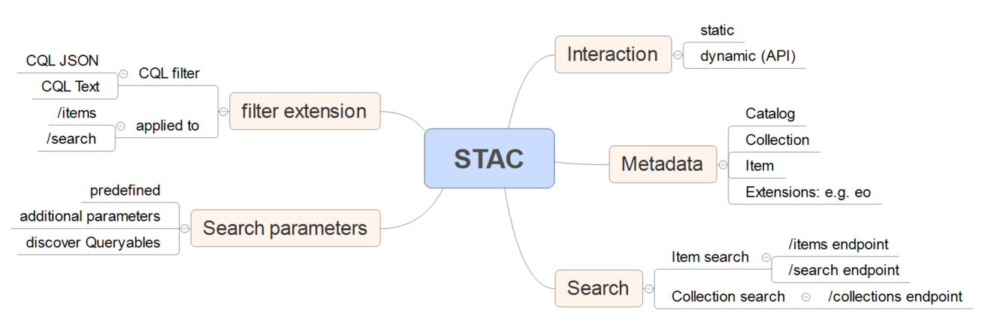 STAC
Interaction
static
dynamic (API)
Metadata
Catalog
Collection
Item
Extensions: e.g. eo
Search
Item search
/items endpoint
/search endpoint
Collection search
/collections endpoint
filter extension
CQL filter
CQL JSON
CQL Text
applied to
/items
/search
Search parameters
predefined
additional parameters
discover Queryables